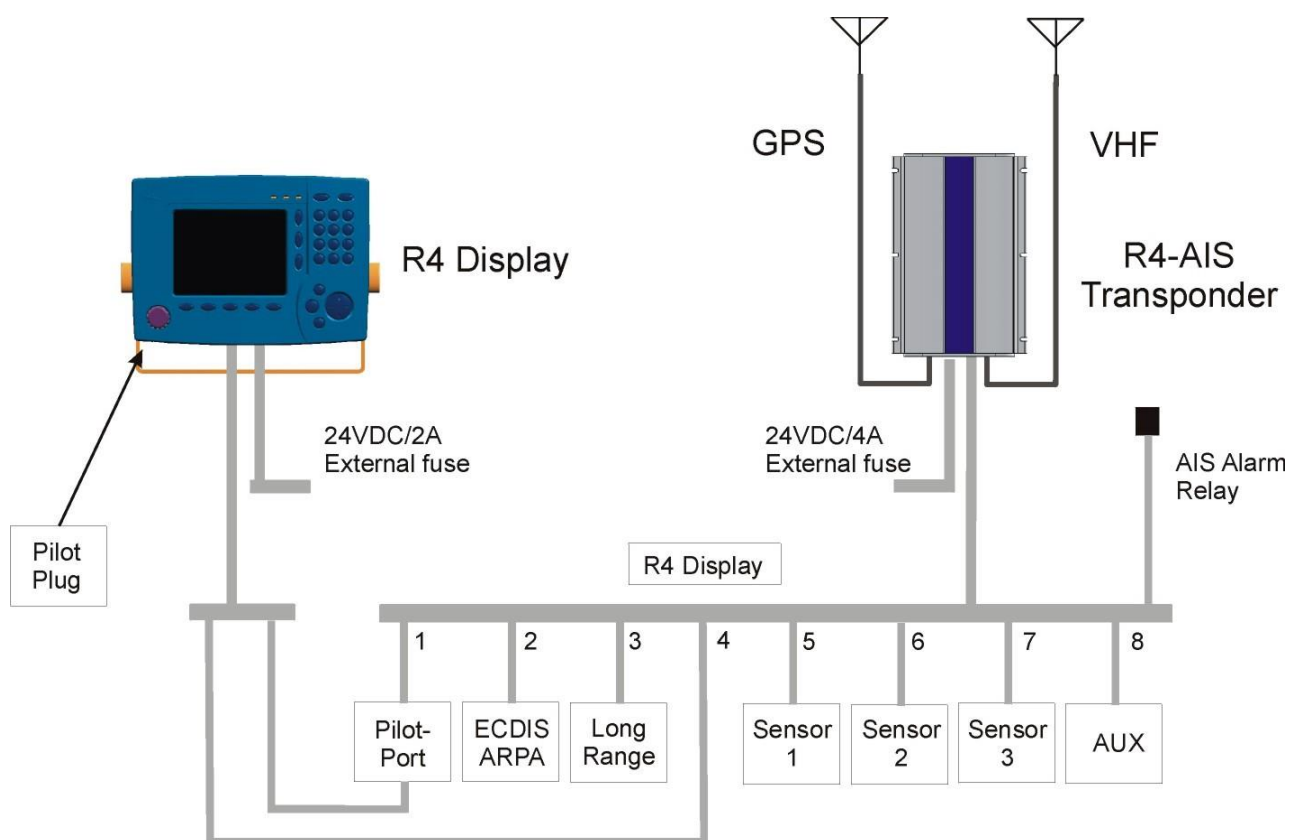 GPS
VHF
R4 Display
R4-AIS
Transponder
24VDC/2A
External fuse
24VDC/4A
External fuse
AIS Alarm
Relay
Pilot
Plug
R4 Display
1
2
3
4
5
6
7
8
Pilot-
Port
ECDIS
ARPA
Long
Range
Sensor
1
Sensor
2
Sensor
3
AUX